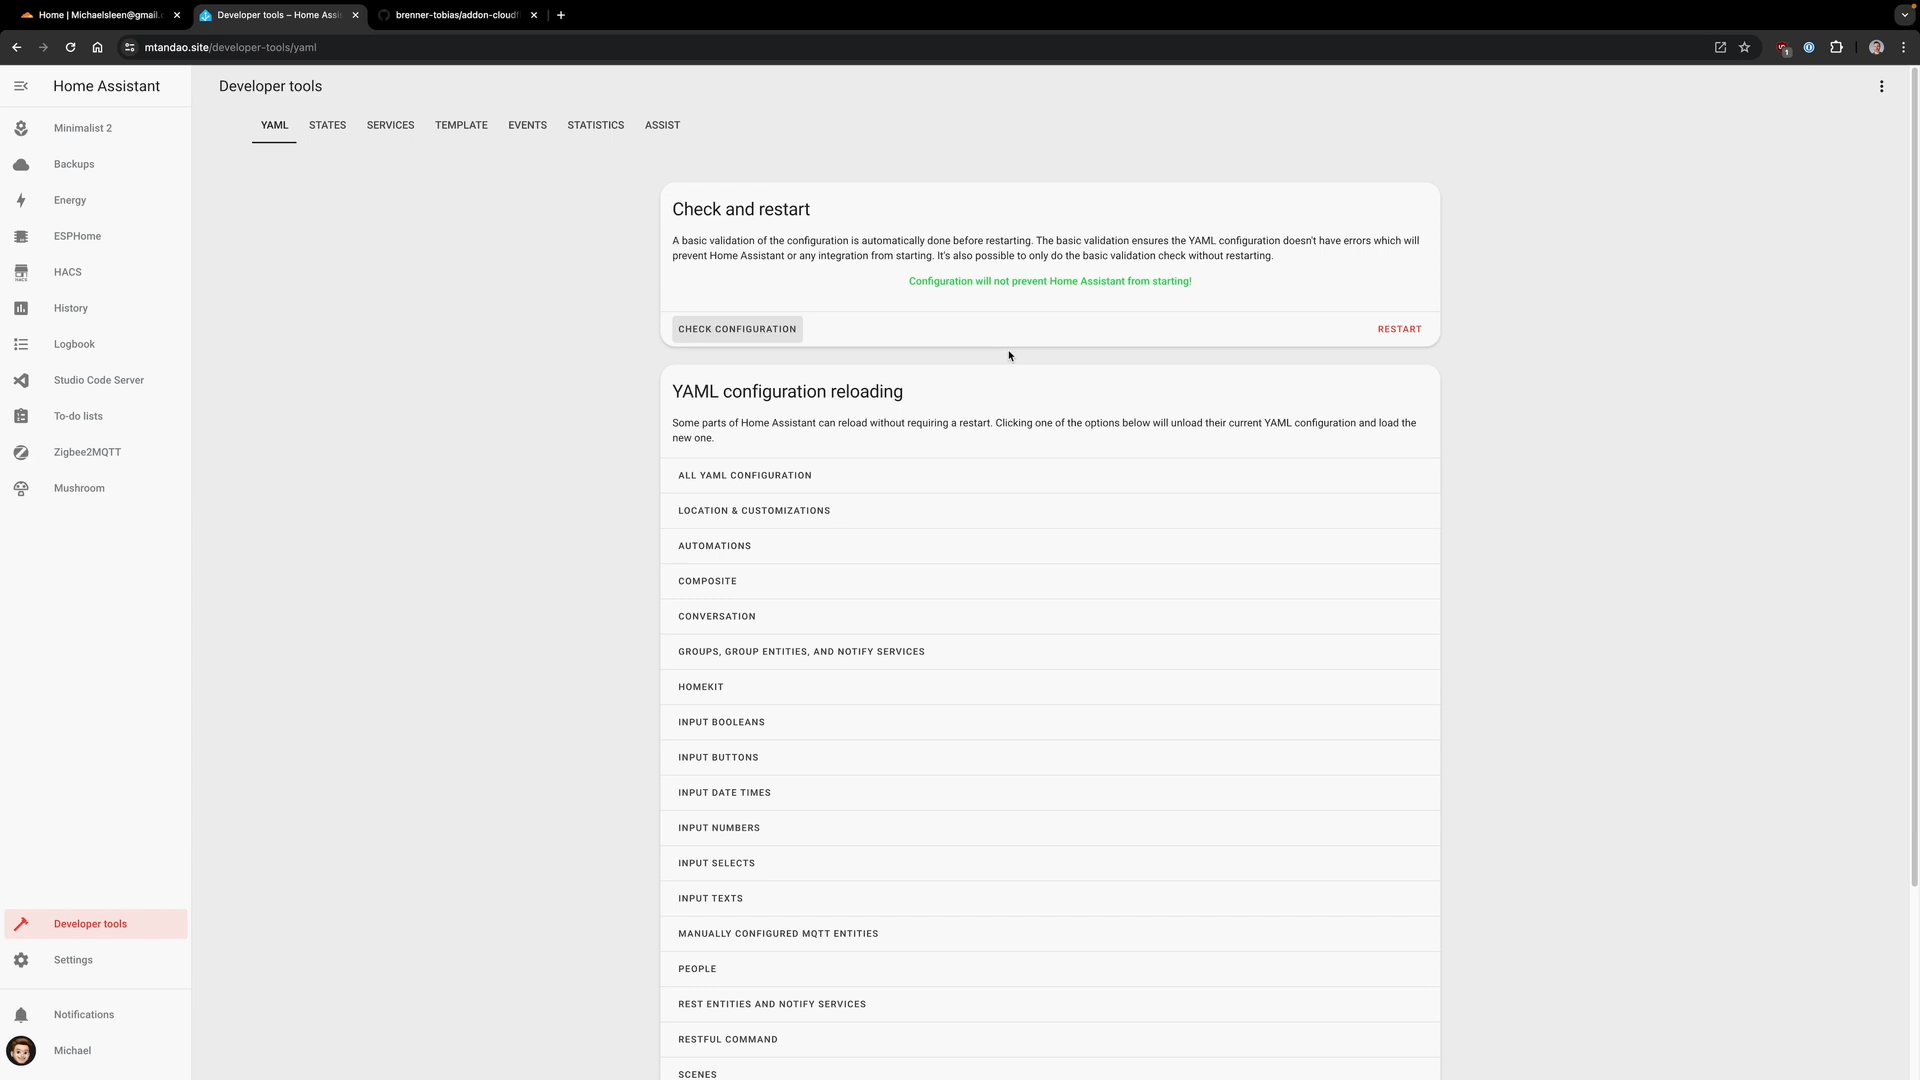 Home | Michaelsleen@gmail.
Developer tools – Home Assis
brenner-tobias/addon-cloudf
mtandao.site/developer-tools/yaml
1
Home Assistant
Developer tools
Minimalist 2
Backups
Energy
ESPHome
HACS
HACS
History
Logbook
Studio Code Server
To-do lists
Zigbee2MQTT
Mushroom
Developer tools
Settings
Notifications
Michael
YAML
STATES
SERVICES
TEMPLATE
EVENTS
STATISTICS
ASSIST
Check and restart
A basic validation of the configuration is automatically done before restarting. The basic validation ensures the YAML configuration doesn't have errors which will
prevent Home Assistant or any integration from starting. It's also possible to only do the basic validation check without restarting.
Configuration will not prevent Home Assistant from starting!
CHECK CONFIGURATION
RESTART
YAML configuration reloading
Some parts of Home Assistant can reload without requiring a restart. Clicking one of the options below will unload their current YAML configuration and load the
new one.
ALL YAML CONFIGURATION
LOCATION & CUSTOMIZATIONS
AUTOMATIONS
COMPOSITE
CONVERSATION
GROUPS, GROUP ENTITIES, AND NOTIFY SERVICES
HOMEKIT
INPUT BOOLEANS
INPUT BUTTONS
INPUT DATE TIMES
INPUT NUMBERS
INPUT SELECTS
INPUT TEXTS
MANUALLY CONFIGURED MQTT ENTITIES
PEOPLE
REST ENTITIES AND NOTIFY SERVICES
RESTFUL COMMAND
SCENES